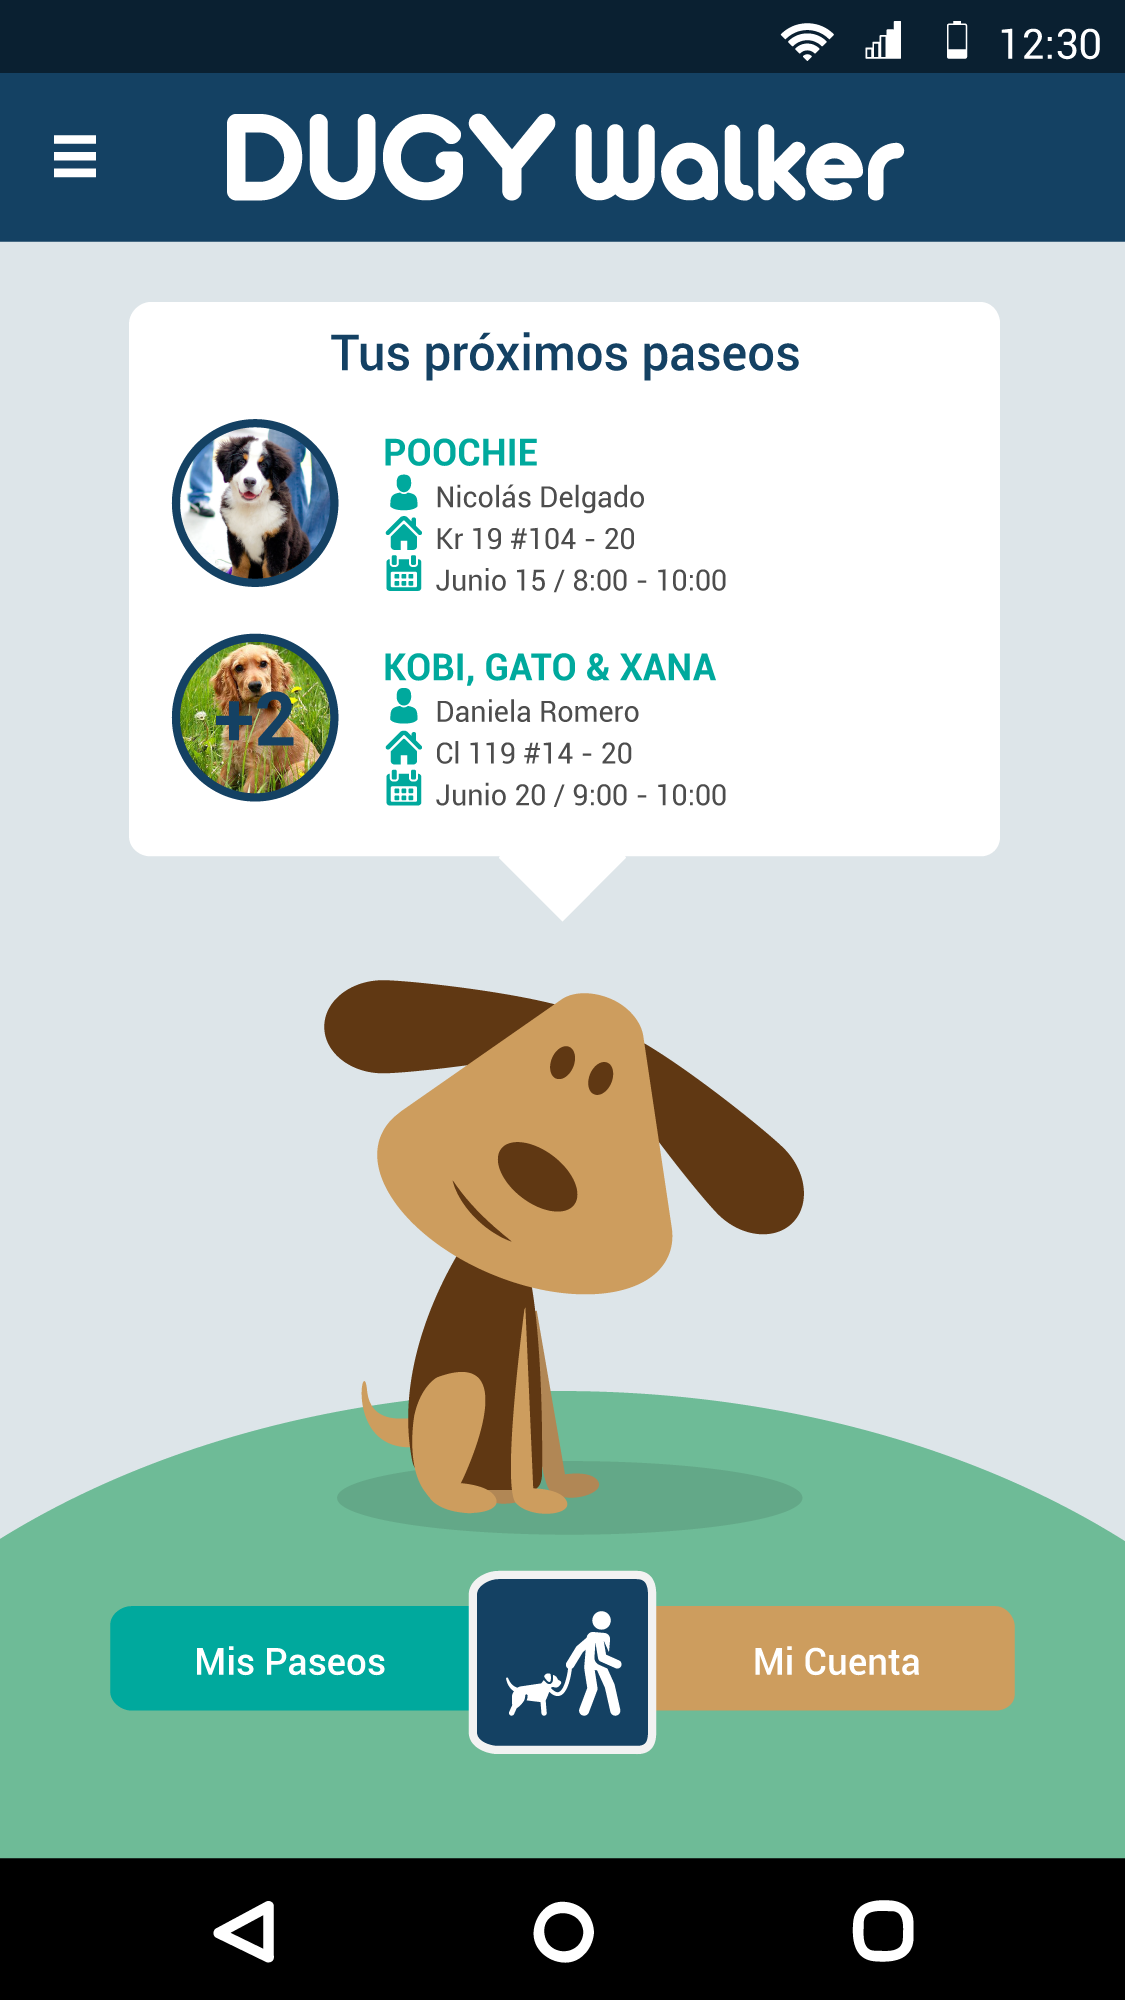 12:30
DUGY Walker
Tus próximos paseos
POOCHIE
Nicolás Delgado
Kr 19 #104 - 20
Junio 15 / 8:00 - 10:00
+2
KOBI, GATO & XANA
Daniela Romero
Cl 119 #14 - 20
Junio 20 / 9:00 - 10:00
Mis Paseos
Mi Cuenta